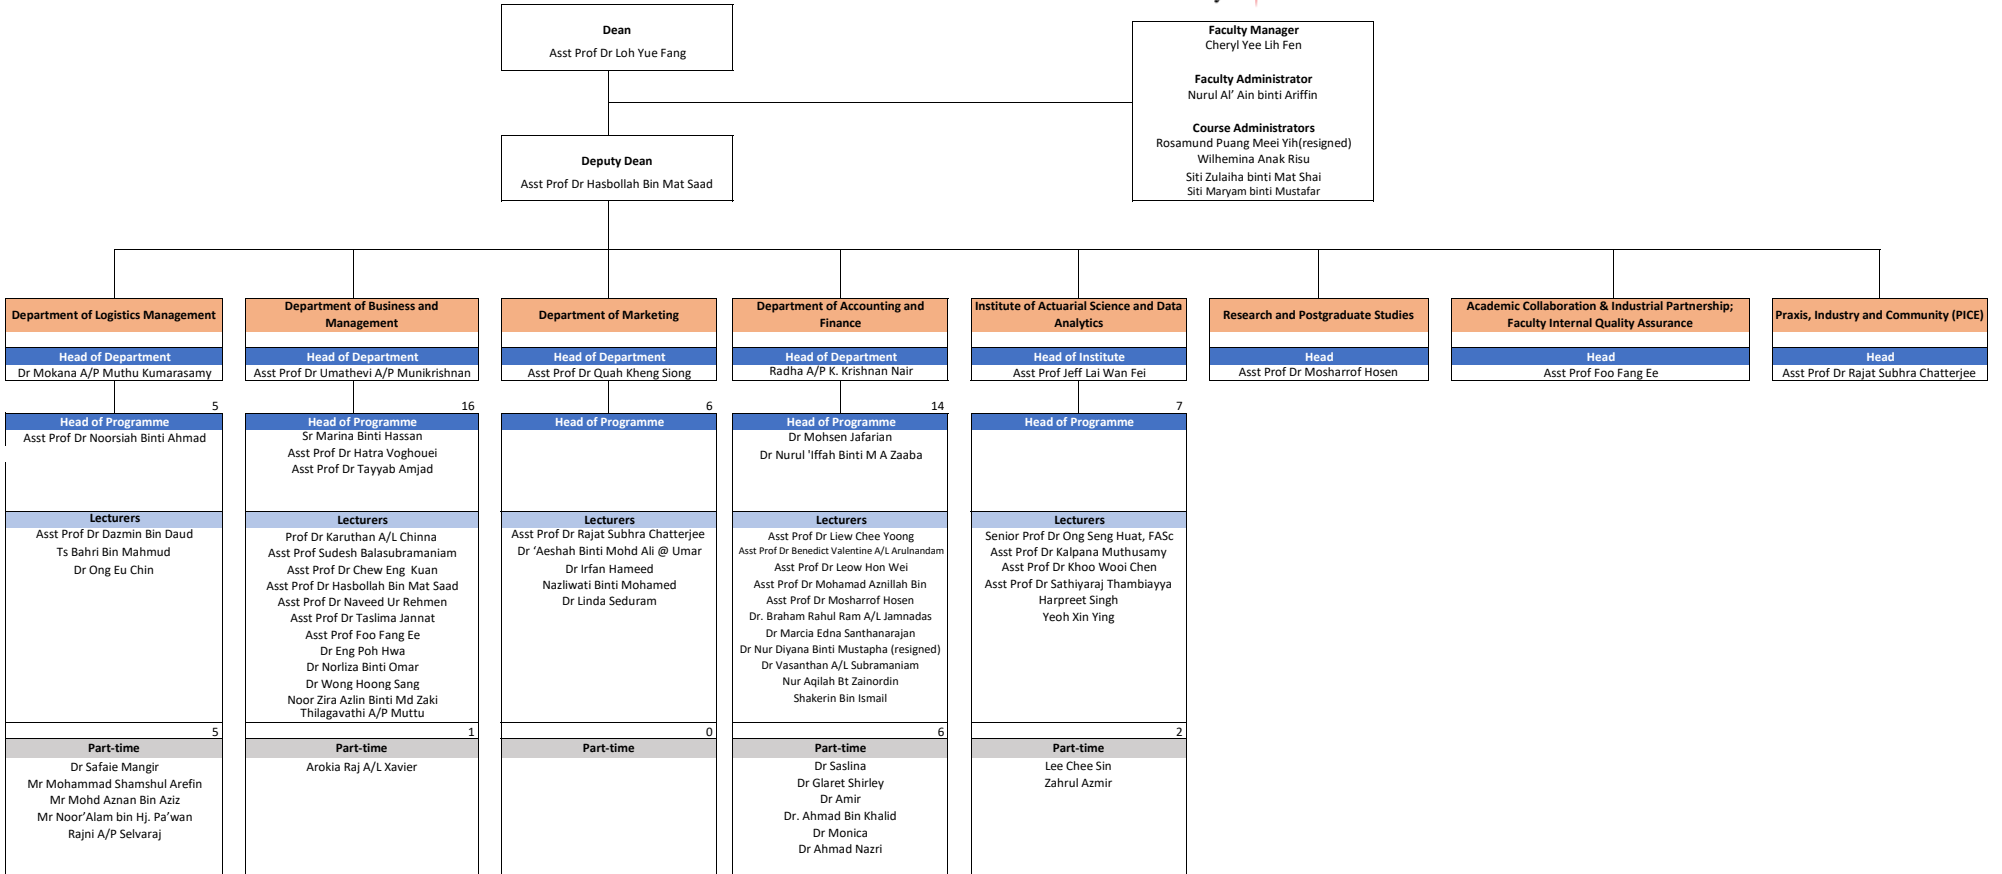 Dean
Asst Prof Dr Loh Yue Fang
Faculty Manager
Cheryl Yee Lih Fen
Faculty Administrator
Nurul Al’ Ain binti Ariffin
Course Administrators
Rosamund Puang Meei Yih(resigned)
Wilhemina Anak Risu
Siti Zulaiha binti Mat Shai
Siti Maryam binti Mustafar
Deputy Dean
Asst Prof Dr Hasbollah Bin Mat Saad
Department of Logistics Management
Head of Department
Dr Mokana A/P Muthu Kumarasamy
5
Head of Programme
Asst Prof Dr Noorsiah Binti Ahmad
Lecturers
Asst Prof Dr Dazmin Bin Daud
Ts Bahri Bin Mahmud
Dr Ong Eu Chin
5
Part-time
Dr Safaie Mangir
Mr Mohammad Shamshul Arefin
Mr Mohd Aznan Bin Aziz
Mr Noor’Alam bin Hj. Pa’wan
Rajni A/P Selvaraj
Department of Business and
Management
Head of Department
Asst Prof Dr Umathevi A/P Munikrishnan
16
Head of Programme
Sr Marina Binti Hassan
Asst Prof Dr Hatra Voghouei
Asst Prof Dr Tayyab Amjad
Lecturers
Prof Dr Karuthan A/L Chinna
Asst Prof Sudesh Balasubramaniam
Asst Prof Dr Chew Eng Kuan
Asst Prof Dr Hasbollah Bin Mat Saad
Asst Prof Dr Naveed Ur Rehmen
Asst Prof Dr Taslima Jannat
Asst Prof Foo Fang Ee
Dr Eng Poh Hwa
Dr Norliza Binti Omar
Dr Wong Hoong Sang
Noor Zira Azlin Binti Md Zaki
Thilagavathi A/P Muttu
1
Part-time
Arokia Raj A/L Xavier
Department of Marketing
Head of Department
Asst Prof Dr Quah Kheng Siong
6
Head of Programme
Lecturers
Asst Prof Dr Rajat Subhra Chatterjee
Dr ‘Aeshah Binti Mohd Ali @ Umar
Dr Irfan Hameed
Nazliwati Binti Mohamed
Dr Linda Seduram
0
Part-time
Department of Accounting and
Finance
Head of Department
Radha A/P K. Krishnan Nair
14
Head of Programme
Dr Mohsen Jafarian
Dr Nurul 'Iffah Binti M A Zaaba
Lecturers
Asst Prof Dr Liew Chee Yoong
Asst Prof Dr Benedict Valentine A/L Arulnandam
Asst Prof Dr Leow Hon Wei
Asst Prof Dr Mohamad Aznillah Bin
Asst Prof Dr Mosharrof Hosen
Dr. Braham Rahul Ram A/L Jamnadas
Dr Marcia Edna Santhanarajan
Dr Nur Diyana Binti Mustapha (resigned)
Dr Vasanthan A/L Subramaniam
Nur Aqilah Bt Zainordin
Shakerin Bin Ismail
6
Part-time
Dr Saslina
Dr Glaret Shirley
Dr Amir
Dr. Ahmad Bin Khalid
Dr Monica
Dr Ahmad Nazri
Institute of Actuarial Science and Data
Analytics
Head of Institute
Asst Prof Jeff Lai Wan Fei
7
Head of Programme
Lecturers
Senior Prof Dr Ong Seng Huat, FASc
Asst Prof Dr Kalpana Muthusamy
Asst Prof Dr Khoo Wooi Chen
Asst Prof Dr Sathiyaraj Thambiayya
Harpreet Singh
Yeoh Xin Ying
2
Part-time
Lee Chee Sin
Zahrul Azmir
Research and Postgraduate Studies
Head
Asst Prof Dr Mosharrof Hosen
Academic Collaboration & Industrial Partnership;
Faculty Internal Quality Assurance
Head
Asst Prof Foo Fang Ee
Praxis, Industry and Community (PICE)
Head
Asst Prof Dr Rajat Subhra Chatterjee